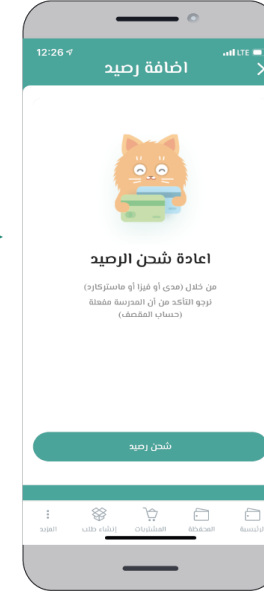 12:26
LTE
اضافة رصيد
اعادة شحن الرصيد
من خلال (مدى أو فيزا أو ماستركارد)
نرجو التأكد من أن المدرسة مفعلة
(حساب المقصف)
شحن رصيد
الرئيسية
المحفظة
المشتريات
إنشاء طلب
المزيد